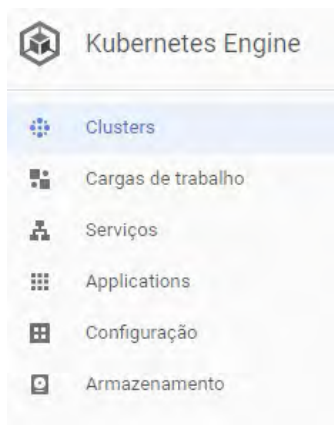 Kubernetes Engine
Clusters
Cargas de trabalho
Serviços
Applications
Configuração
Armazenamento